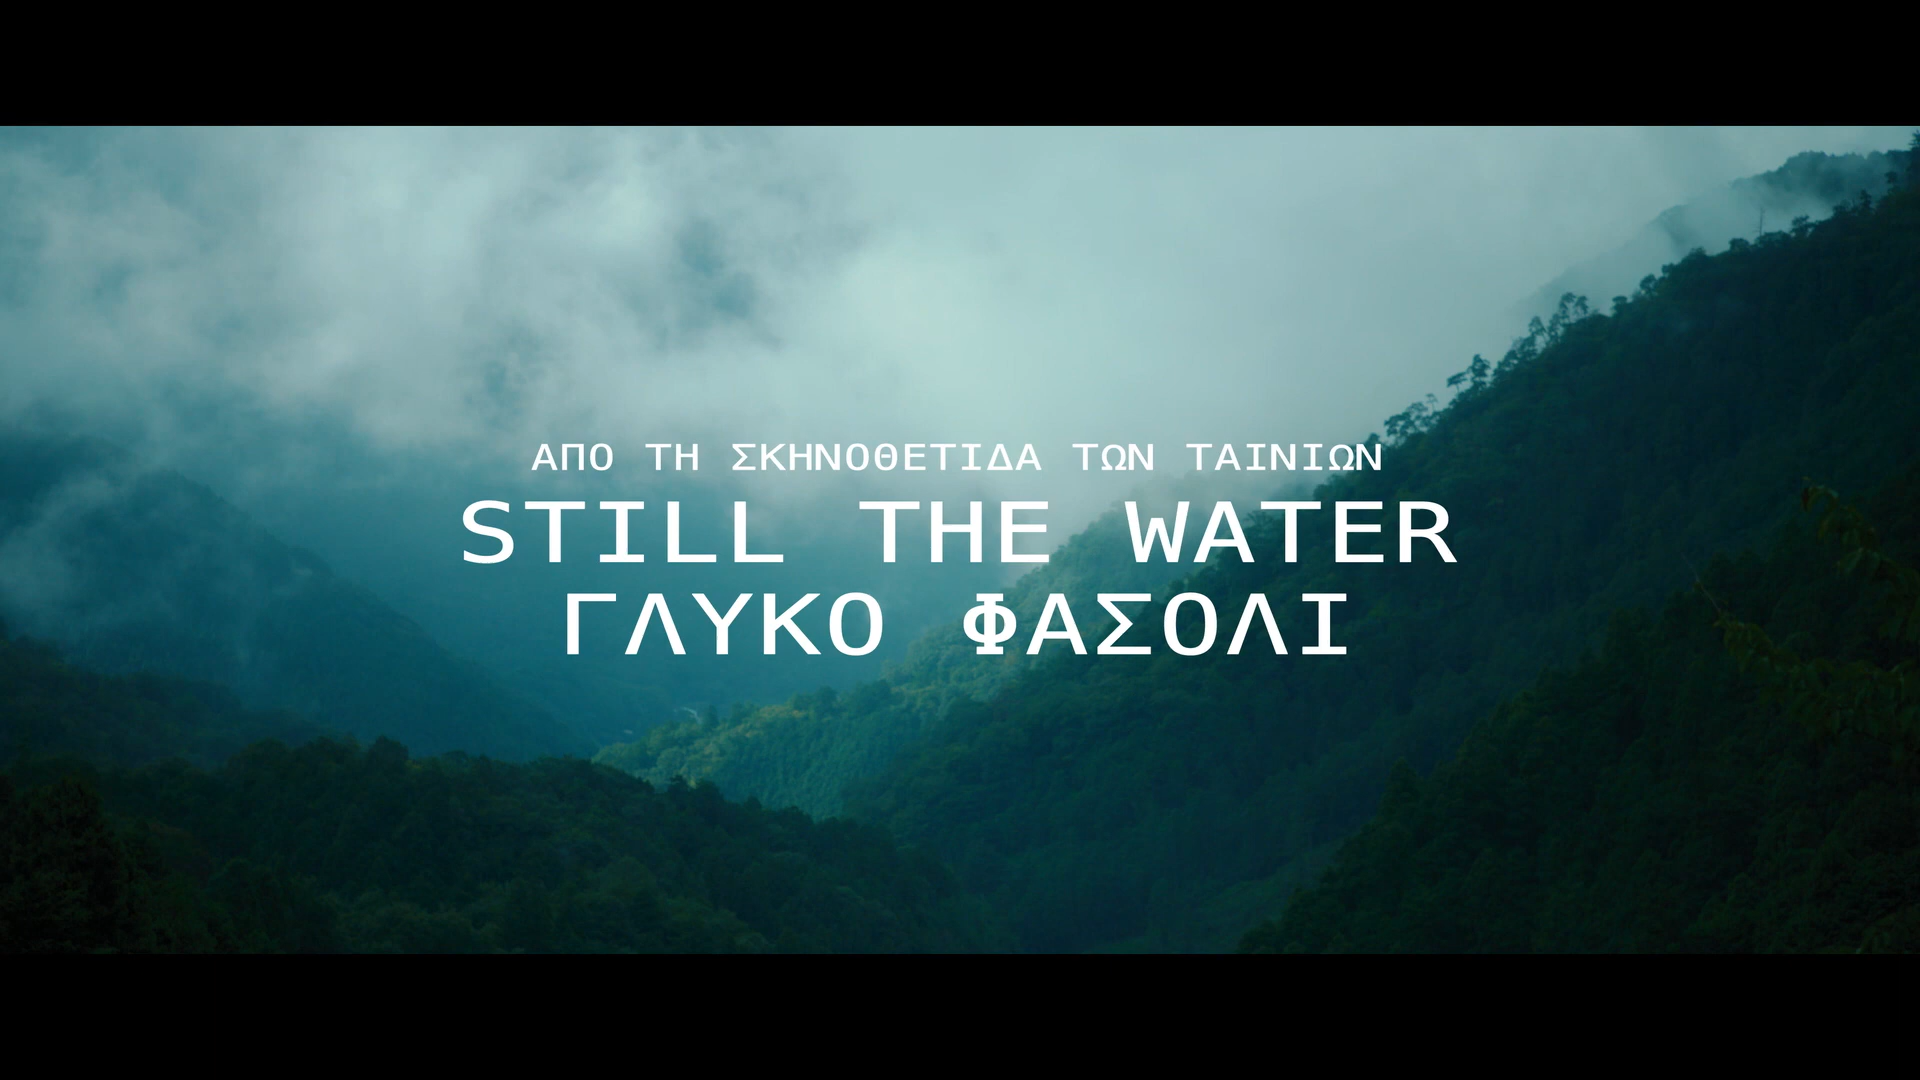 ΑΠΟ ΤΗ ΣΚΗΝΟΘΕΤΙΔΑ ΤΩΝ ΤΑΙΝΙΩΝ
STILL THE WATER
ΓΛΥΚΟ ΦΑΣΟΛΙ